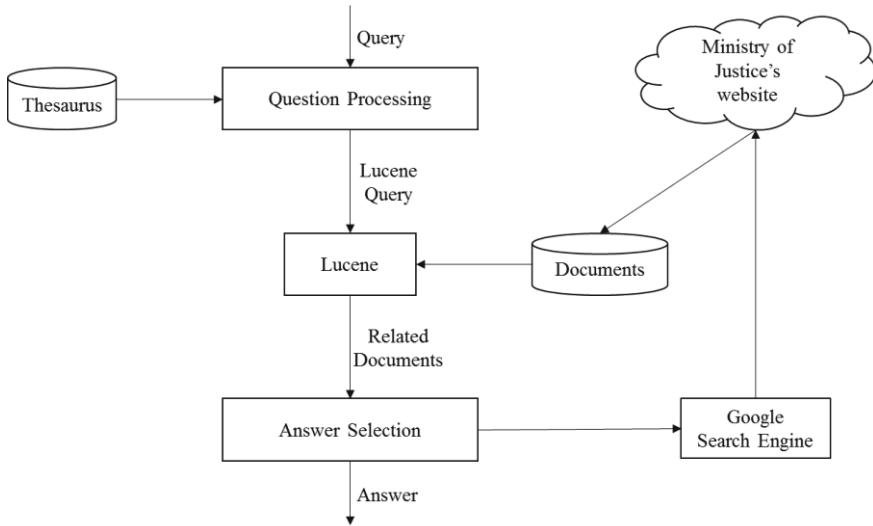 Query
Ministry of
Justice's
website
Thesaurus
Question Processing
Lucene
Query
Lucene
Documents
Related
Documents
Answer Selection
Google
Search Engine
Answer